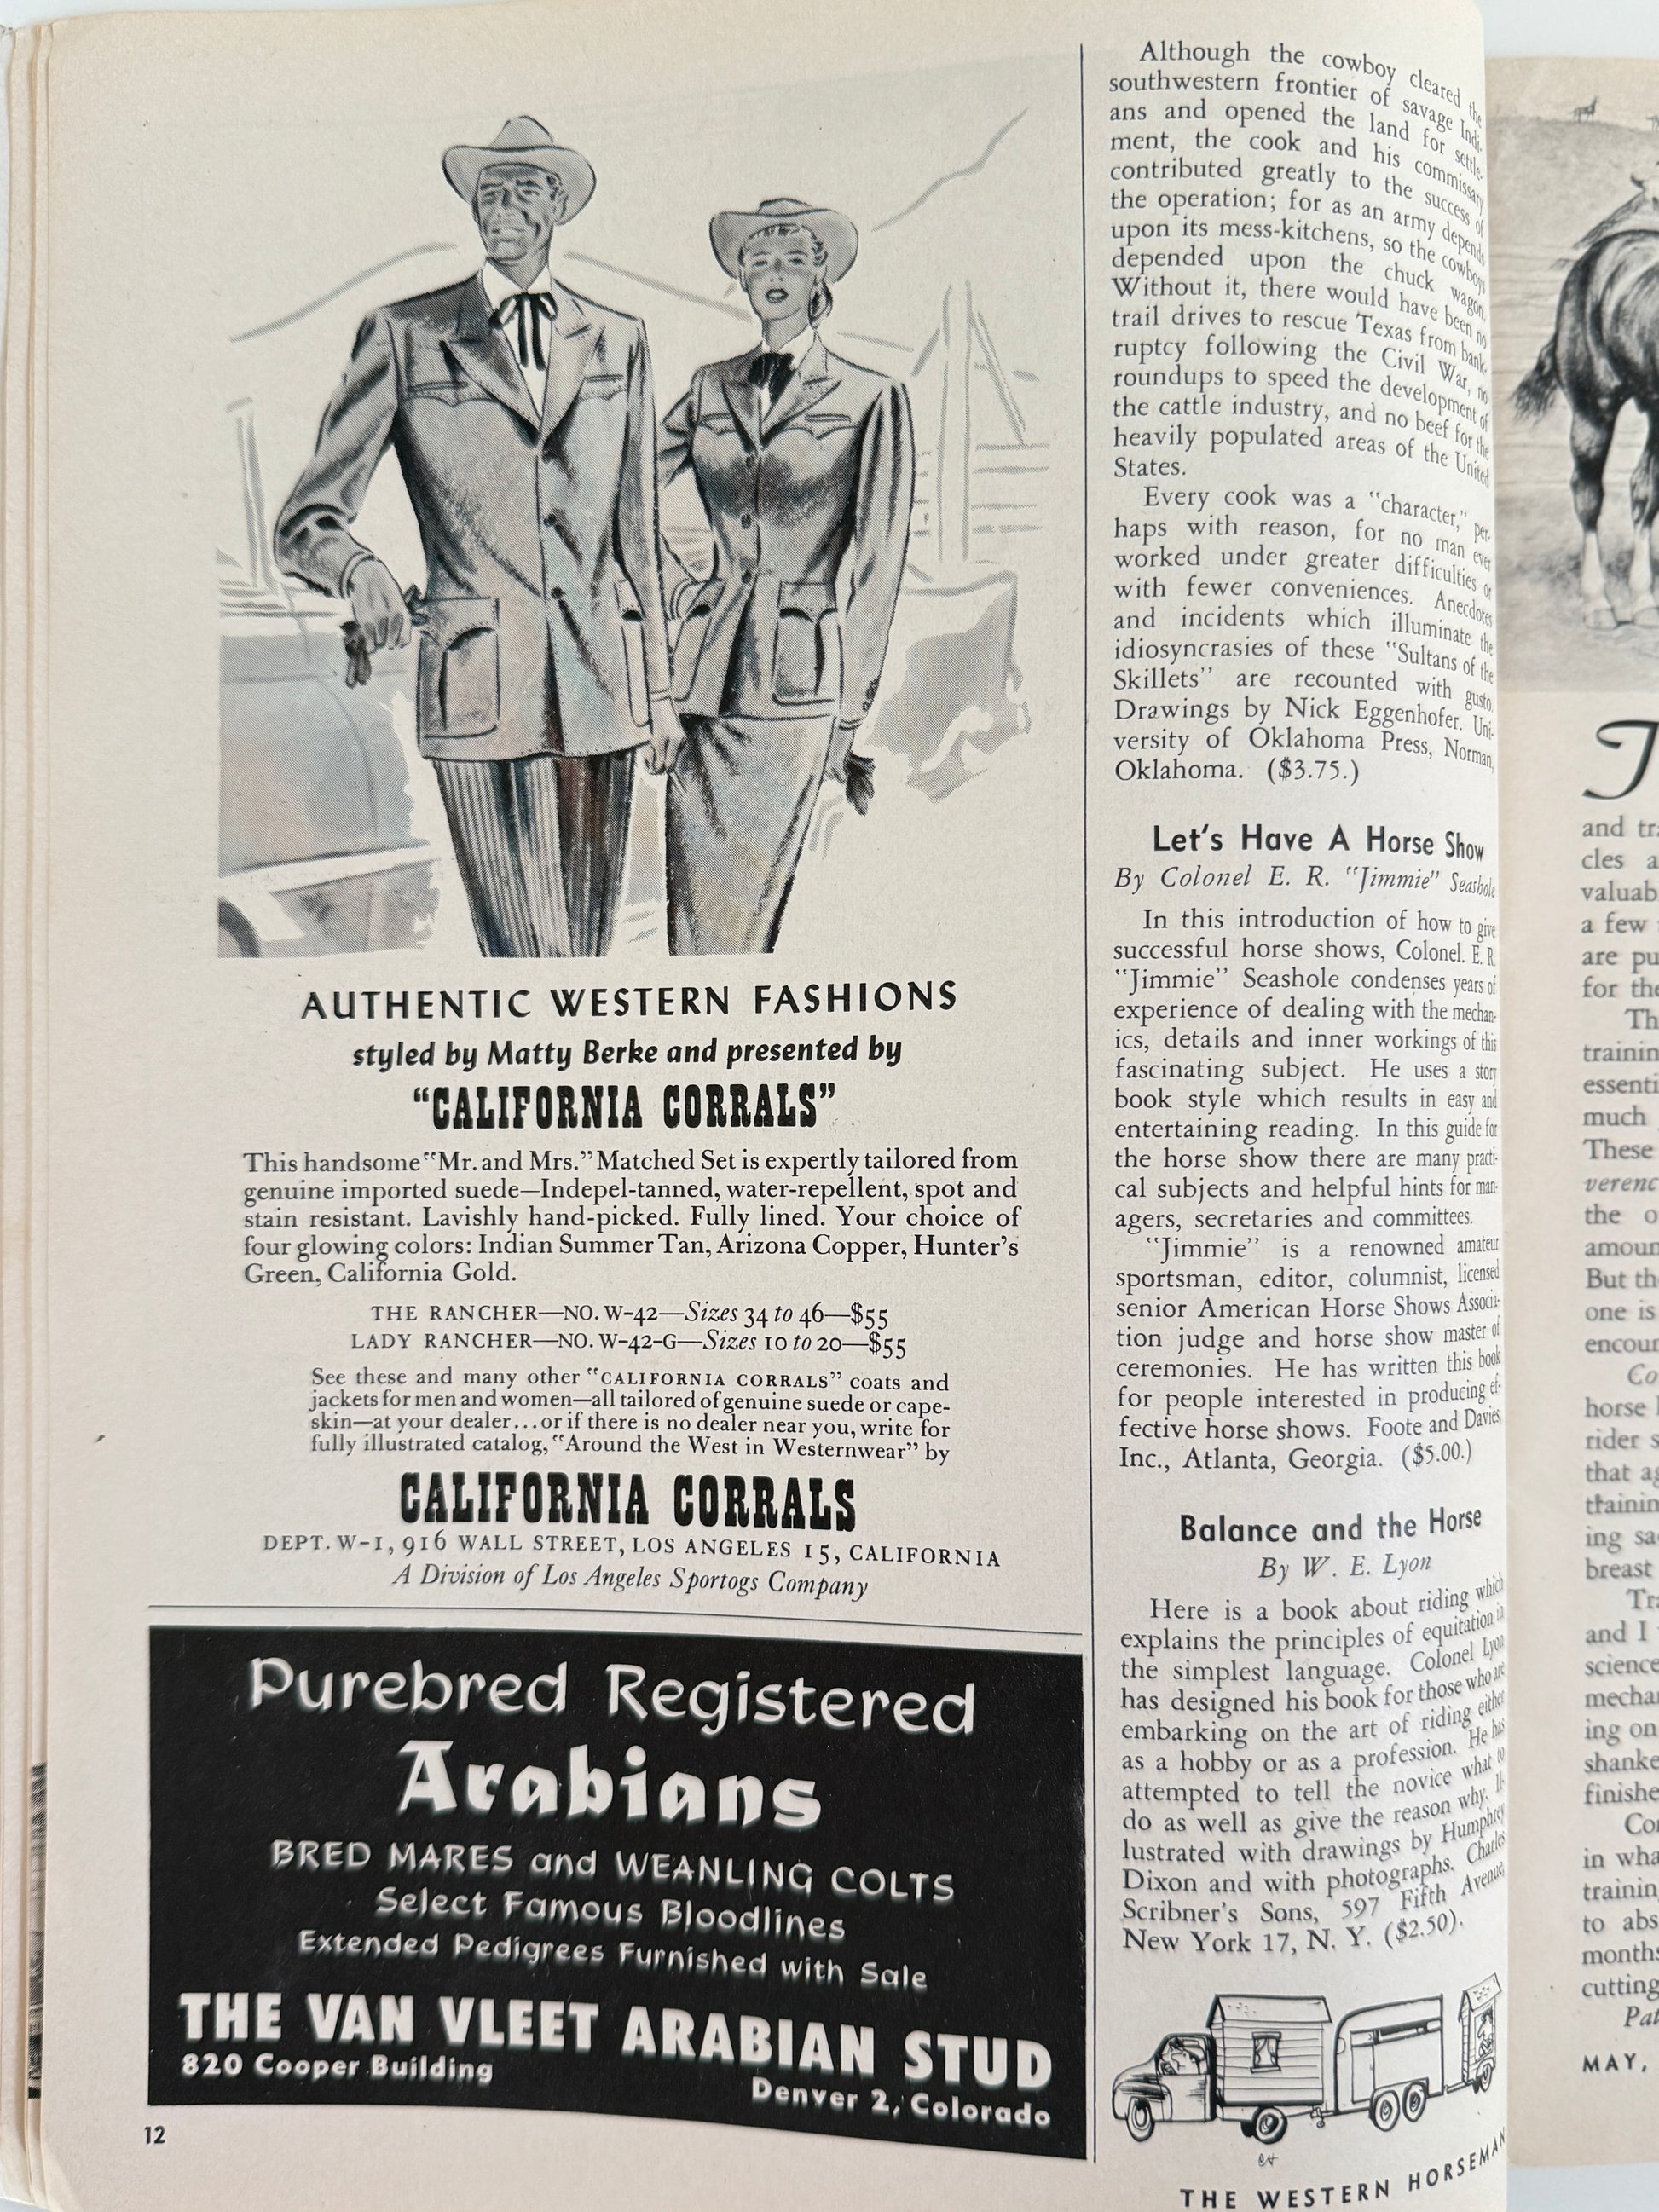 AUTHENTIC WESTERN FASHIONS
styled by Matty Berke and presented by
“CALIFORNIA CORRALS”
This handsome “Mr. and Mrs.” Matched Set is expertly tailored from
genuine imported suede—Indepel-tanned, water-repellent, spot and
stain resistant. Lavishly hand-picked. Fully lined. Your choice of
four glowing colors: Indian Summer Tan, Arizona Copper, Hunter’s
Green, California Gold.
THE RANCHER—NO. W-42—Sizes 34 to 46—$55
LADY RANCHER—NO. W-42-G—Sizes 10 to 20—$55
See these and many other “CALIFORNIA CORRALS” coats and
jackets for men and women—all tailored of genuine suede or cape-
skin—at your dealer...or if there is no dealer near you, write for
fully illustrated catalog, “Around the West in Westernwear” by
CALIFORNIA CORRALS
DEPT. W-1, 916 WALL STREET, LOS ANGELES 15, CALIFORNIA
A Division of Los Angeles Sportogs Company
Purebred Registered
Arabians
BRED MARES and WEANLING COLTS
Select Famous Bloodlines
Extended Pedigrees Furnished with Sale
THE VAN VLEET ARABIAN STUD
820 Cooper Building
Denver 2, Colorado
12
Although the cowboy cleared the
southwestern frontier of savage Indi-
ans and opened the land for settle-
ment, the cook and his commissary
contributed greatly to the success of
the operation; for as an army depends
upon its mess-kitchens, so the cowboys
depended upon the chuck wagon.
Without it, there would have been no
trail drives to rescue Texas from bank-
ruptcy following the Civil War, no
roundups to speed the development of
the cattle industry, and no beef for the
heavily populated areas of the United
States.
Every cook was a “character,” per-
haps with reason, for no man ever
worked under greater difficulties or
with fewer conveniences. Anecdotes
and incidents which illuminate the
idiosyncrasies of these “Sultans of the
Skillets” are recounted with gusto.
Drawings by Nick Eggenhofer. Uni-
versity of Oklahoma Press, Norman,
Oklahoma. ($3.75.)
Let’s Have A Horse Show
By Colonel E. R. “Jimmie” Seashole
In this introduction of how to give
successful horse shows, Colonel. E. R.
“Jimmie” Seashole condenses years of
experience of dealing with the mechan-
ics, details and inner workings of this
fascinating subject. He uses a story
book style which results in easy and
entertaining reading. In this guide for
the horse show there are many practi-
cal subjects and helpful hints for man-
agers, secretaries and committees.
“Jimmie” is a renowned amateur
sportsman, editor, columnist, licensed
senior American Horse Shows Associa-
tion judge and horse show master of
ceremonies. He has written this book
for people interested in producing ef-
fective horse shows. Foote and Davies,
Inc., Atlanta, Georgia. ($5.00.)
Balance and the Horse
By W. E. Lyon
Here is a book about riding which
explains the principles of equitation in
the simplest language. Colonel Lyon
has designed his book for those who are
embarking on the art of riding either
as a hobby or as a profession. He has
attempted to tell the novice what to
do as well as give the reason why. Il-
lustrated with drawings by Humphrey
Dixon and with photographs. Charles
Scribner’s Sons, 597 Fifth Avenue,
New York 17, N. Y. ($2.50).
THE WESTERN HORSEMAN
and
cles
a few
are
for the
training
much
These
the
But
one is
horse
rider
that
ing
and I
ing on
in
training
to
months
cutting
MAY,